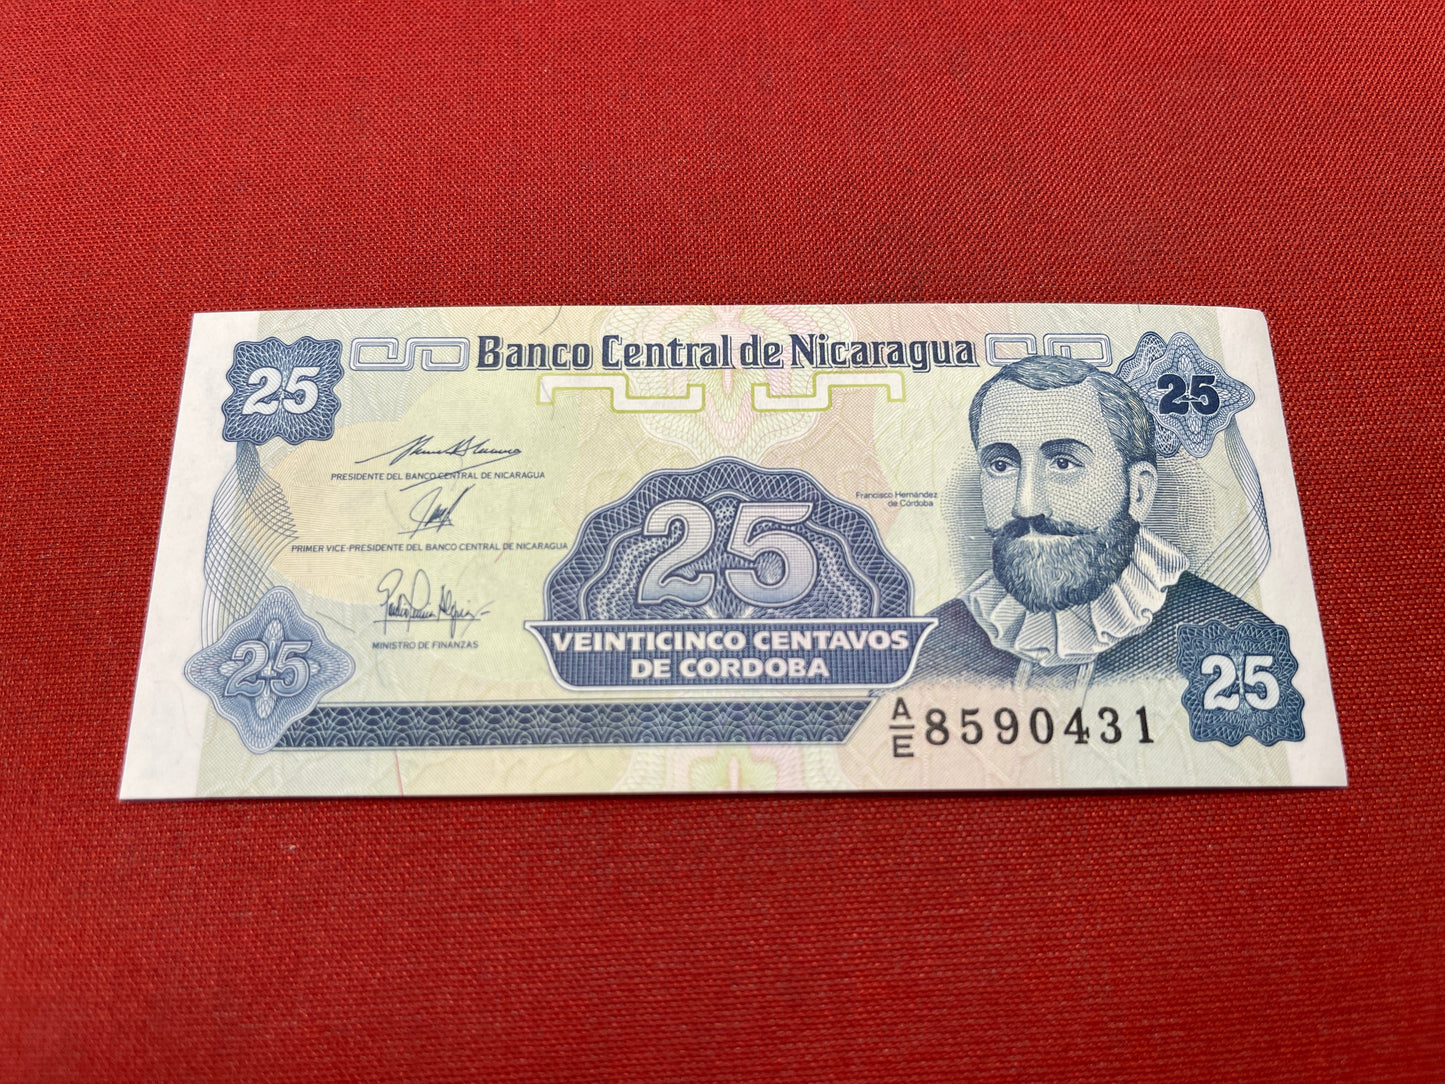 Banco Central de Nicaragua
25
25
PRESIDENTE DEL BANCO CENTRAL DE NICARAGUA
Francisco Hernández
de Córdoba
25
PRIMER VICE-PRESIDENTE DEL BANCO CENTRAL DE NICARAGUA
VEINTICINCO CENTAVOS
DE CORDOBA
MINISTRO DE FINANZAS
25
25
A/E 8590431